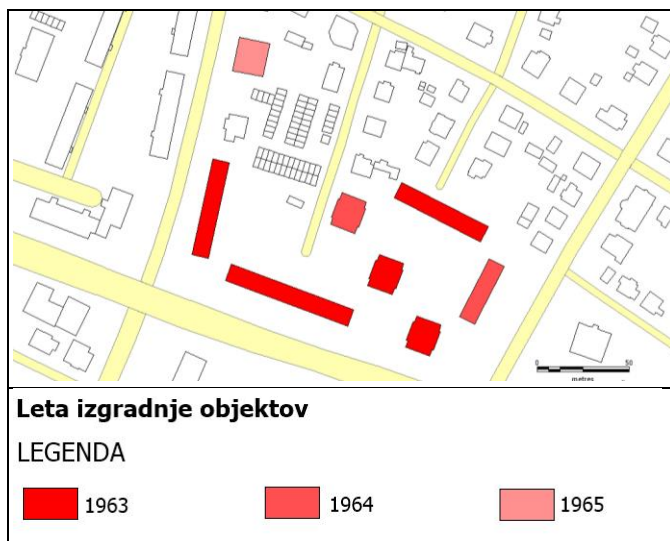 0 50
metres
Leta izgradnje objektov
LEGENDA
1963 1964 1965